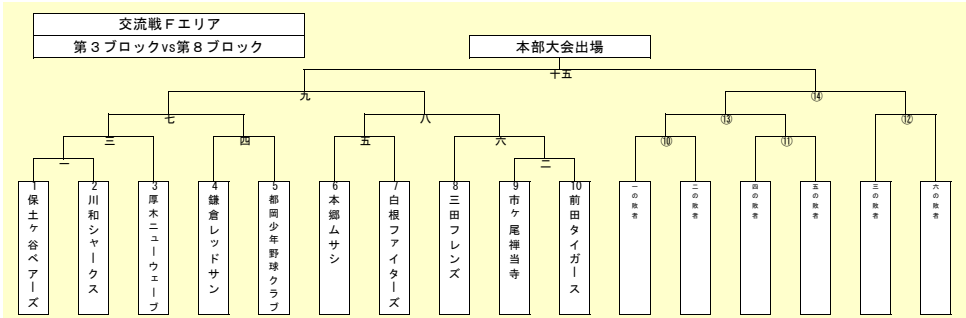 交流戦Ｆエリア
第３ブロックvs第８ブロック
本部大会出場
十五
九
⑭
七
八
⑬
⑫
三
四
五
六
⑩
⑪
一
二
1
保土ヶ谷ベアーズ
2
川和シャークス
3
厚木ニューウェーブ
4
鎌倉レッドサン
5
都岡少年野球クラブ
6
本郷ムサシ
7
白根ファイターズ
8
三田フレンズ
9
市ヶ尾禅当寺
10
前田タイガース
一の敗者
二の敗者
四の敗者
五の敗者
三の敗者
六の敗者